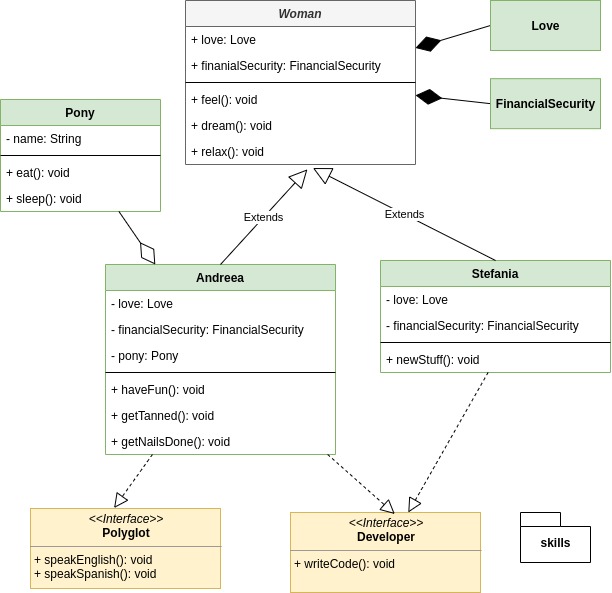 Woman
+ love: Love
+ finanialSecurity: FinancialSecurity
+ feel(): void
+ dream(): void
+ relax(): void
Love
FinancialSecurity
Pony
- name: String
+ eat(): void
+ sleep(): void
Extends
Extends
Andreea
- love: Love
- financialSecurity: FinancialSecurity
- pony: Pony
+ haveFun(): void
+ getTanned(): void
+ getNailsDone(): void
Stefania
- love: Love
- financialSecurity: FinancialSecurity
+ newStuff(): void
<<Interface>>
Polyglot
+ speakEnglish(): void
+ speakSpanish(): void
<<Interface>>
Developer
+ writeCode(): void
skills